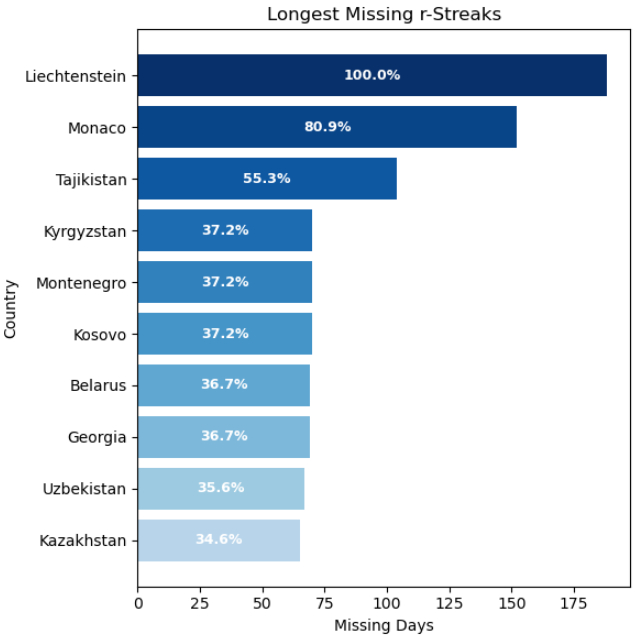 Longest Missing r-Streaks
Country
Liechtenstein 100.0%
Monaco 80.9%
Tajikistan 55.3%
Kyrgyzstan 37.2%
Montenegro 37.2%
Kosovo 37.2%
Belarus 36.7%
Georgia 36.7%
Uzbekistan 35.6%
Kazakhstan 34.6%
0 25 50 75 100 125 150 175
Missing Days